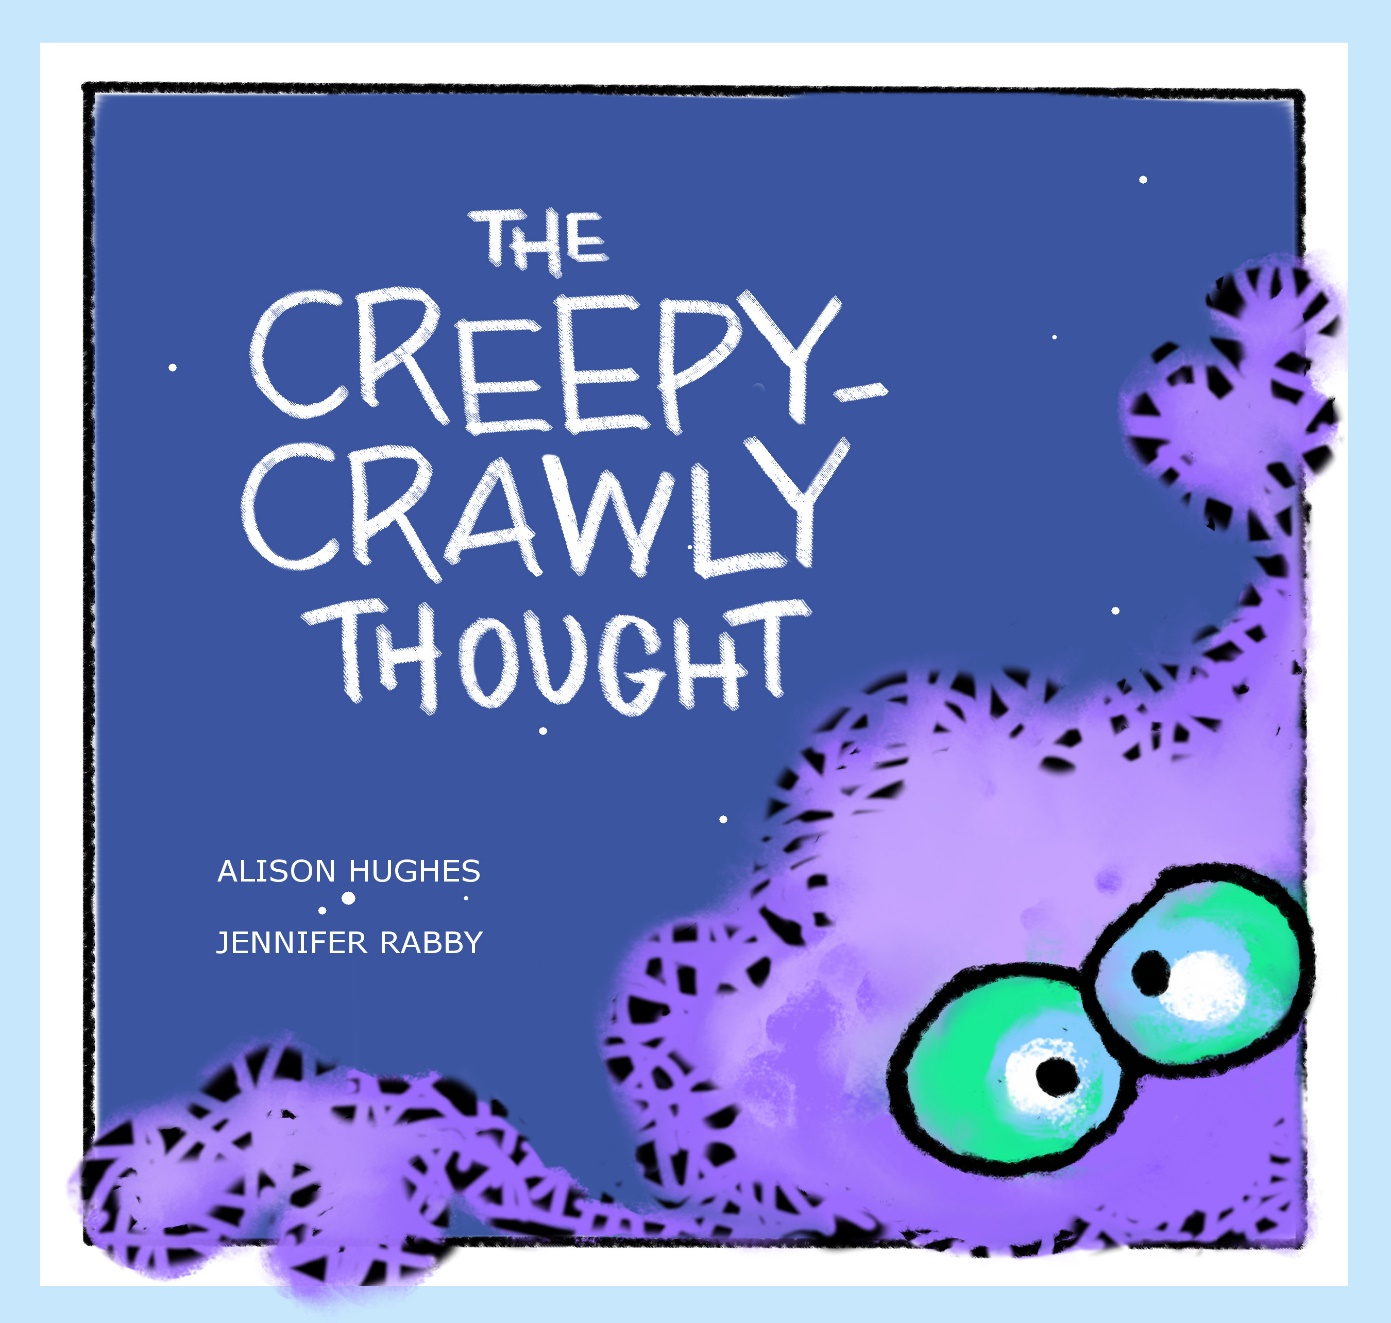 THE
CREEPY-
CRAWLY
THOUGHT
ALISON HUGHES
JENNIFER RABBY